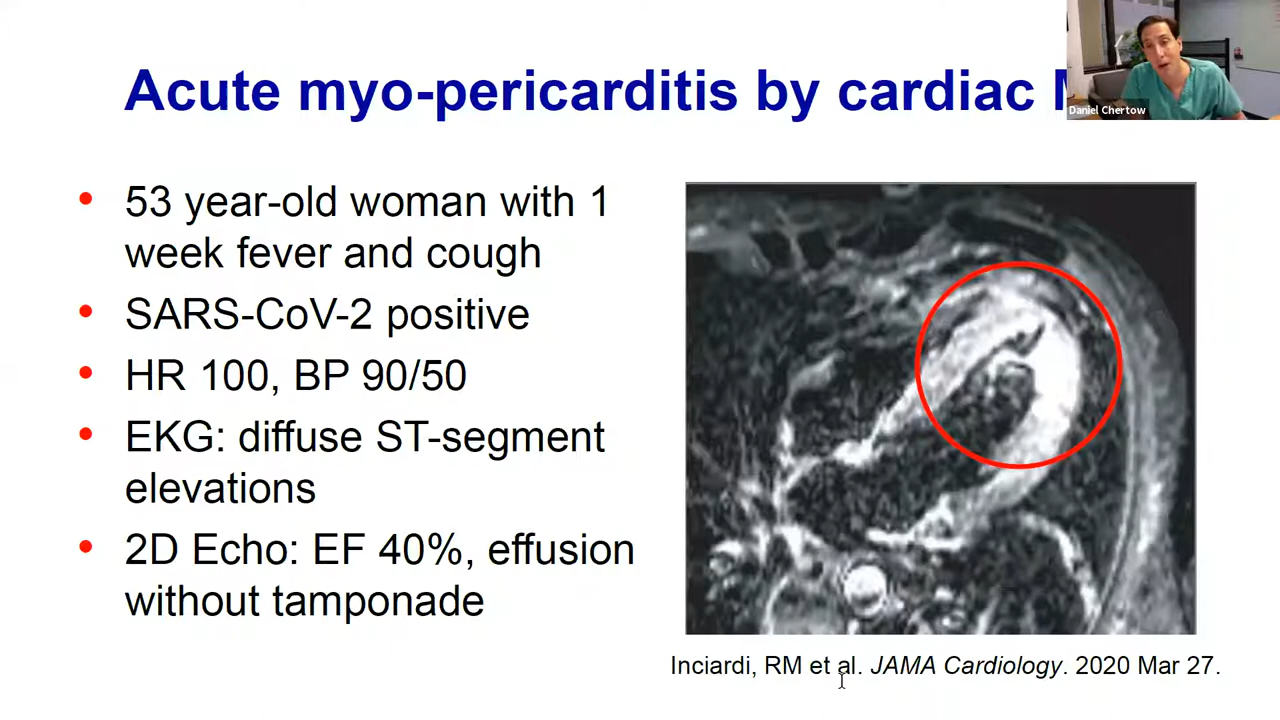 Acute myo-pericarditis by cardiac
Daniel Chertow
• 53 year-old woman with 1
week fever and cough
• SARS-CoV-2 positive
• HR 100, BP 90/50
• EKG: diffuse ST-segment
elevations
• 2D Echo: EF 40%, effusion
without tamponade
Inciardi, RM et al. JAMA Cardiology. 2020 Mar 27.